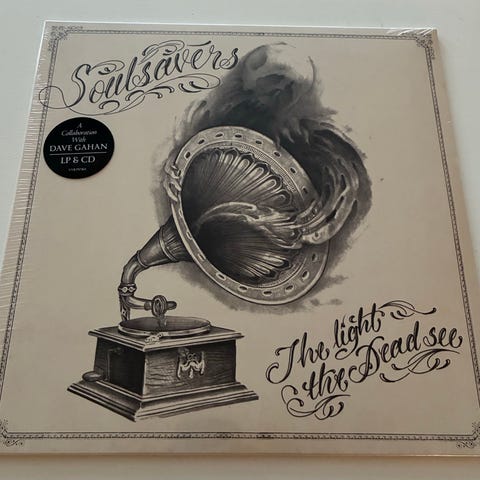 Soulsavers
A
Collaboration
With
DAVE GAHAN
LP & CD
The light
the Dead see